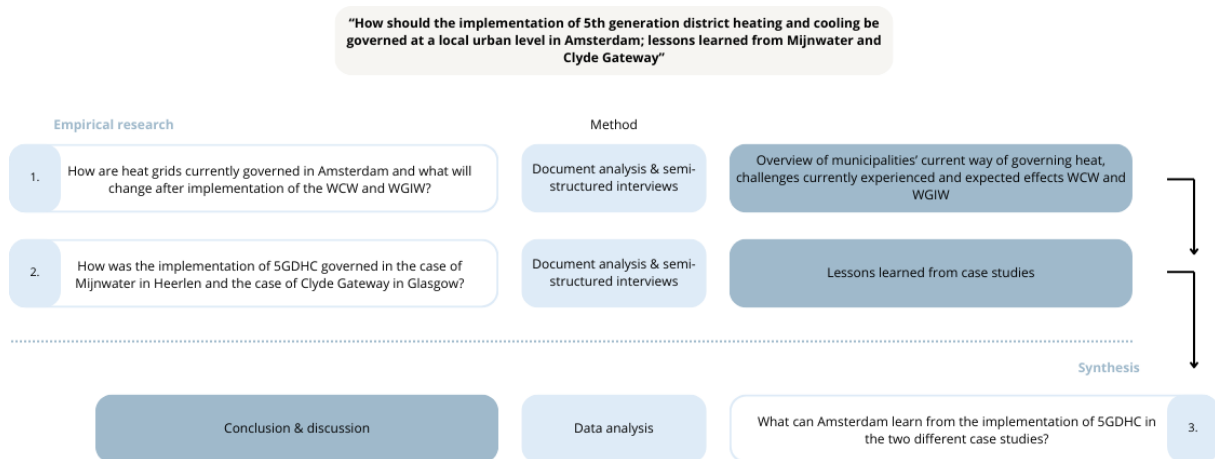 “How should the implementation of 5th generation district heating and cooling be
governed at a local urban level in Amsterdam; lessons learned from Mijnwater and
Clyde Gateway”
Empirical research
Method
1.
How are heat grids currently governed in Amsterdam and what will
change after implementation of the WCW and WGIW?
Document analysis & semi-
structured interviews
Overview of municipalities’ current way of governing heat,
challenges currently experienced and expected effects WCW and
WGIW
2.
How was the implementation of 5GDHC governed in the case of
Mijnwater in Heerlen and the case of Clyde Gateway in Glasgow?
Document analysis & semi-
structured interviews
Lessons learned from case studies
Synthesis
Conclusion & discussion
Data analysis
What can Amsterdam learn from the implementation of 5GDHC in
the two different case studies?
3.